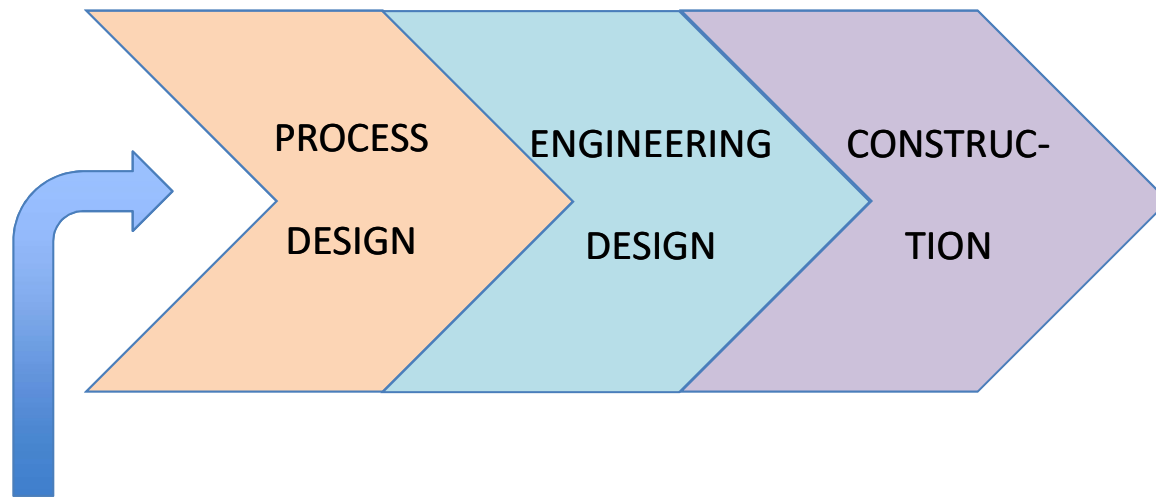 PROCESS
DESIGN
ENGINEERING
DESIGN
CONSTRUC-
TION